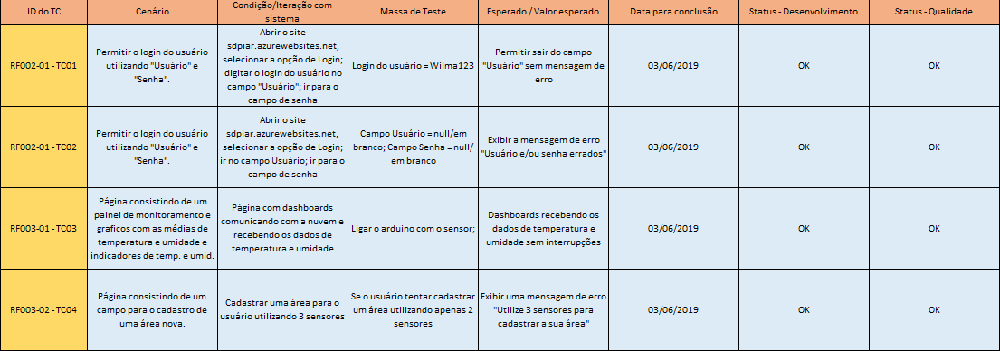 ID do TC
Cenário
Condição/Iteração com
sistema
Massa de Teste
Esperado / Valor esperado
Data para conclusão
Status - Desenvolvimento
Status - Qualidade
RF002-01 - TC01
Permitir o login do usuário
utilizando "Usuário" e
"Senha".
Abrir o site
sdpiar.azurewebsites.net,
selecionar a opção de Login;
digitar o login do usuário no
campo "Usuário"; ir para o
campo de senha
Login do usuário = Wilma123
Permitir sair do campo
"Usuário" sem mensagem de
erro
03/06/2019
OK
OK
RF002-01 - TC02
Permitir o login do usuário
utilizando "Usuário" e
"Senha".
Abrir o site
sdpiar.azurewebsites.net,
selecionar a opção de Login;
ir no campo Usuário; ir para o
campo de senha
Campo Usuário = null/em
branco; Campo Senha = null/
em branco
Exibir a mensagem de erro
"Usuário e/ou senha errados"
03/06/2019
OK
OK
RF003-01 - TC03
Página consistindo de um
painel de monitoramento e
graficos com as médias de
temperatura e umidade e
indicadores de temp. e umid.
Página com dashboards
comunicando com a nuvem e
recebendo os dados de
temperatura e umidade
Ligar o arduino com o sensor;
Dashboards recebendo os
dados de temperatura e
umidade sem interrupções
03/06/2019
OK
OK
RF003-02 - TC04
Página consistindo de um
campo para o cadastro de
uma área nova.
Cadastrar uma área para o
usuário utilizando 3 sensores
Se o usuário tentar cadastrar
um área utilizando apenas 2
sensores
Exibir uma mensagem de erro
"Utilize 3 sensores para
cadastrar a sua área"
03/06/2019
OK
OK